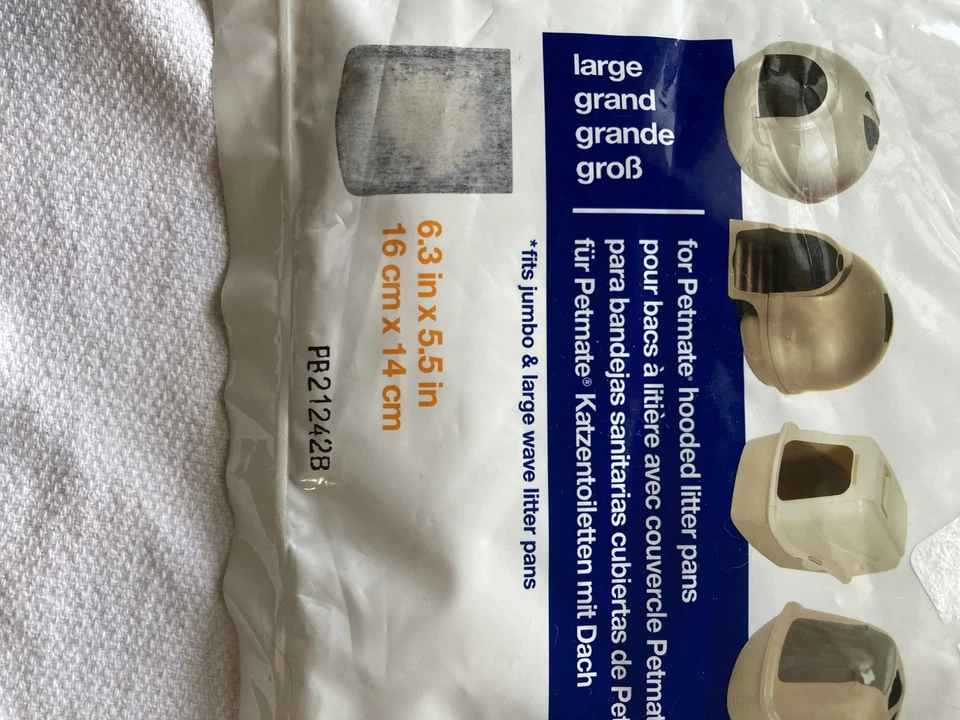 large
grand
grande
groß
for Petmate® hooded litter pans
pour bacs à litière avec couvercle Petmat
para bandejas sanitarias cubiertas de Pet
für Petmate® Katzentoiletten mit Dach
*fits jumbo & large wave litter pans
6.3 in x 5.5 in
16 cm x 14 cm
PB21242B